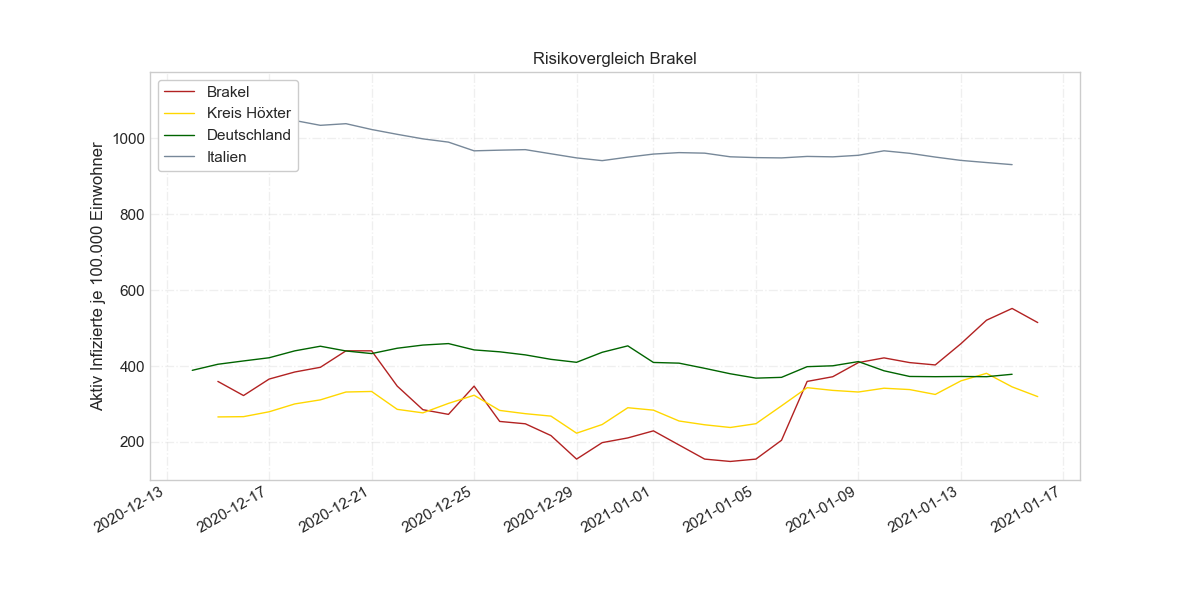 Risikovergleich Brakel
Brakel
Kreis Höxter
Deutschland
Italien
Aktiv Infizierte je 100.000 Einwohner
1000
800
600
400
200
2020-12-13
2020-12-17
2020-12-21
2020-12-25
2020-12-29
2021-01-01
2021-01-05
2021-01-09
2021-01-13
2021-01-17